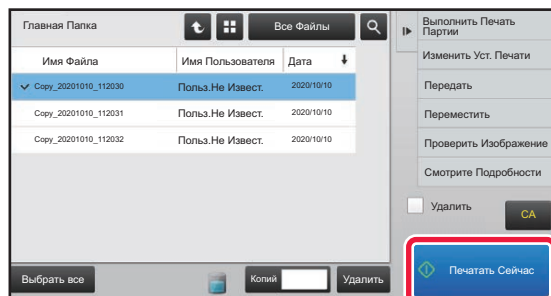 Главная Папка
Все Файлы
Имя Файла Имя Пользователя Дата
Copy_20201010_112030 Польз.Не Извест. 2020/10/10
Copy_20201010_112031 Польз.Не Извест. 2020/10/10
Copy_20201010_112032 Польз.Не Извест. 2020/10/10
Выбрать все
Копий
Удалить
Выполнить Печать
Партии
Изменить Уст. Печати
Передать
Переместить
Проверить Изображение
Смотрите Подробности
Удалить
CA
Печатать Сейчас